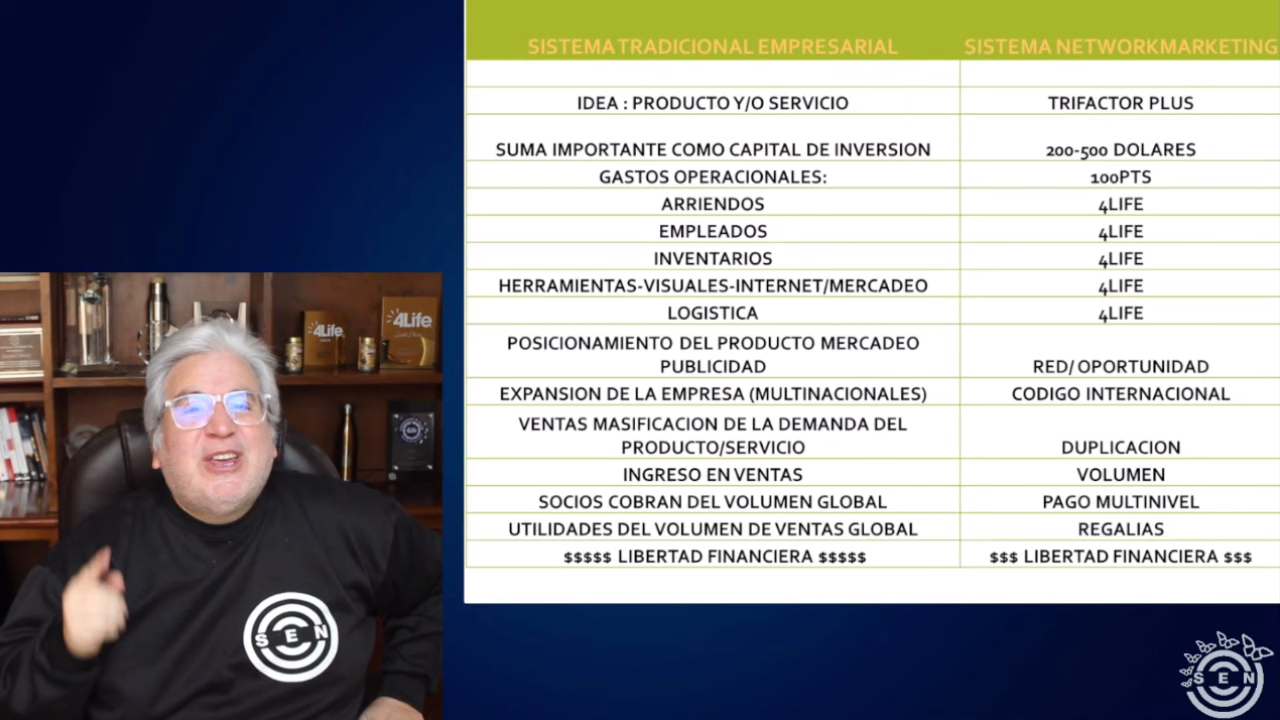 SISTEMA TRADICIONAL EMPRESARIAL SISTEMA NETWORKMARKETING
IDEA : PRODUCTO Y/O SERVICIO TRIFACTOR PLUS
SUMA IMPORTANTE COMO CAPITAL DE INVERSION 200-500 DOLARES
GASTOS OPERACIONALES: 100PTS
ARRIENDOS 4LIFE
EMPLEADOS 4LIFE
INVENTARIOS 4LIFE
HERRAMIENTAS-VISUALES-INTERNET/MERCADEO 4LIFE
LOGISTICA 4LIFE
POSICIONAMIENTO DEL PRODUCTO MERCADEO
PUBLICIDAD RED/ OPORTUNIDAD
EXPANSION DE LA EMPRESA (MULTINACIONALES) CODIGO INTERNACIONAL
VENTAS MASIFICACION DE LA DEMANDA DEL
PRODUCTO/SERVICIO DUPLICACION
INGRESO EN VENTAS VOLUMEN
SOCIOS COBRAN DEL VOLUMEN GLOBAL PAGO MULTINIVEL
UTILIDADES DEL VOLUMEN DE VENTAS GLOBAL REGALIAS
$$$$$ LIBERTAD FINANCIERA $$$$$ $$$ LIBERTAD FINANCIERA $$$
4Life
4Life
SEN
SEN